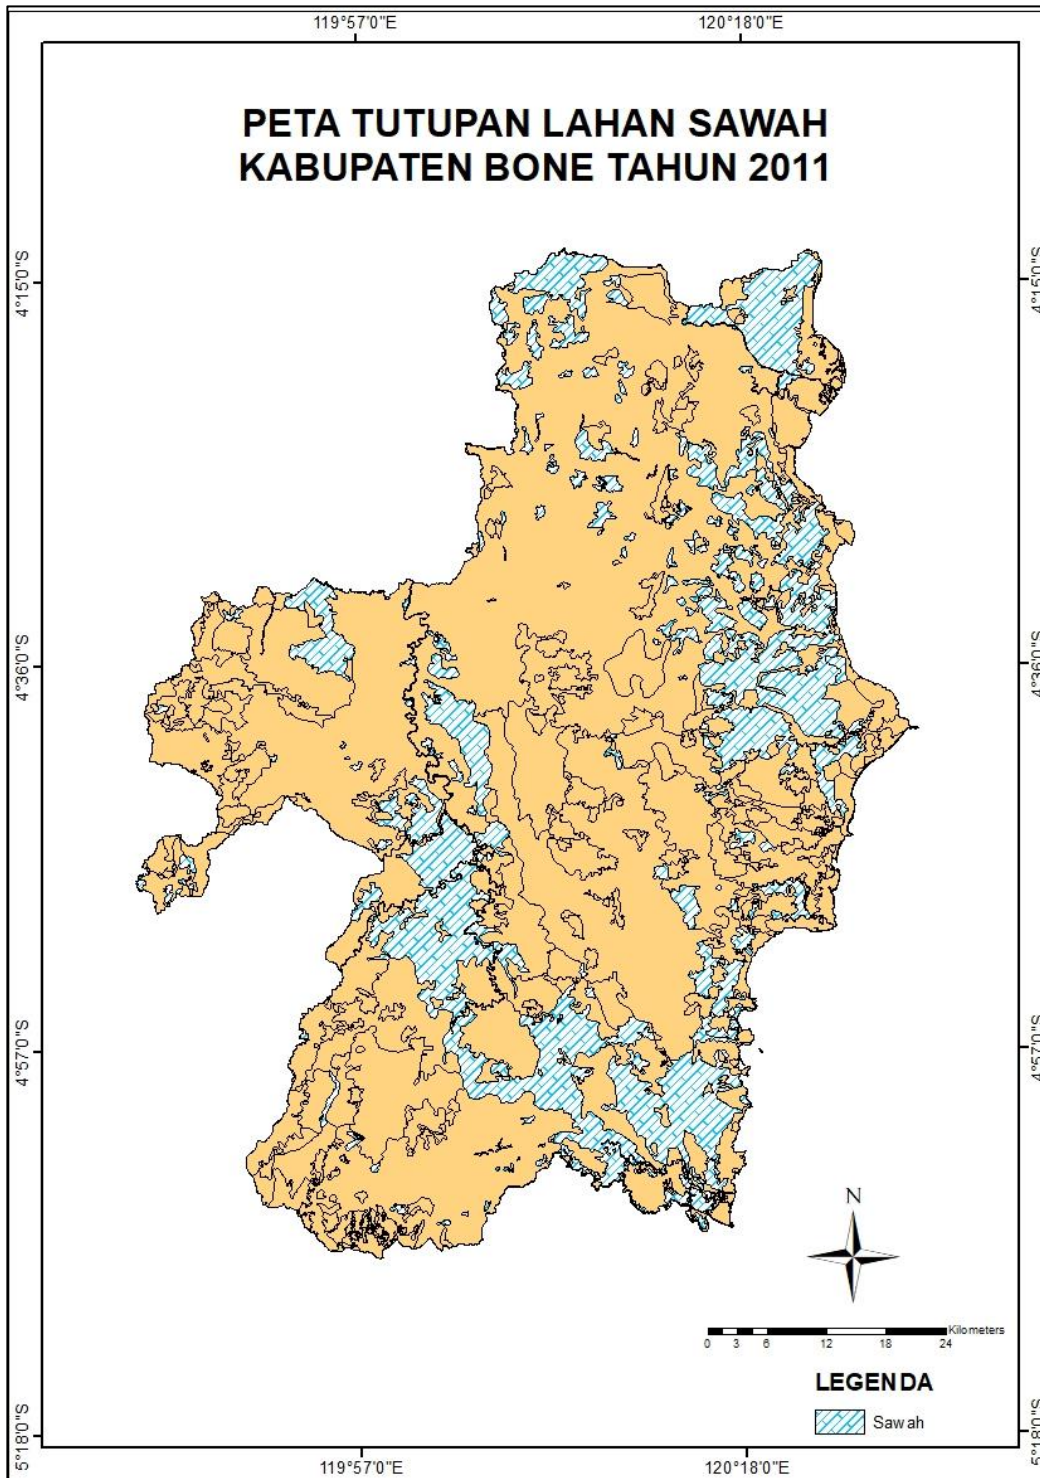 119°57'0"E 120°18'0"E
PETA TUTUPAN LAHAN SAWAH
KABUPATEN BONE TAHUN 2011
4°15'0"S 4°15'0"S
4°36'0"S 4°36'0"S
4°57'0"S 4°57'0"S
N
Kilometers
0 3 6 12 18 24
LEGENDA
Sawah
5°18'0"S 5°18'0"S
119°57'0"E 120°18'0"E